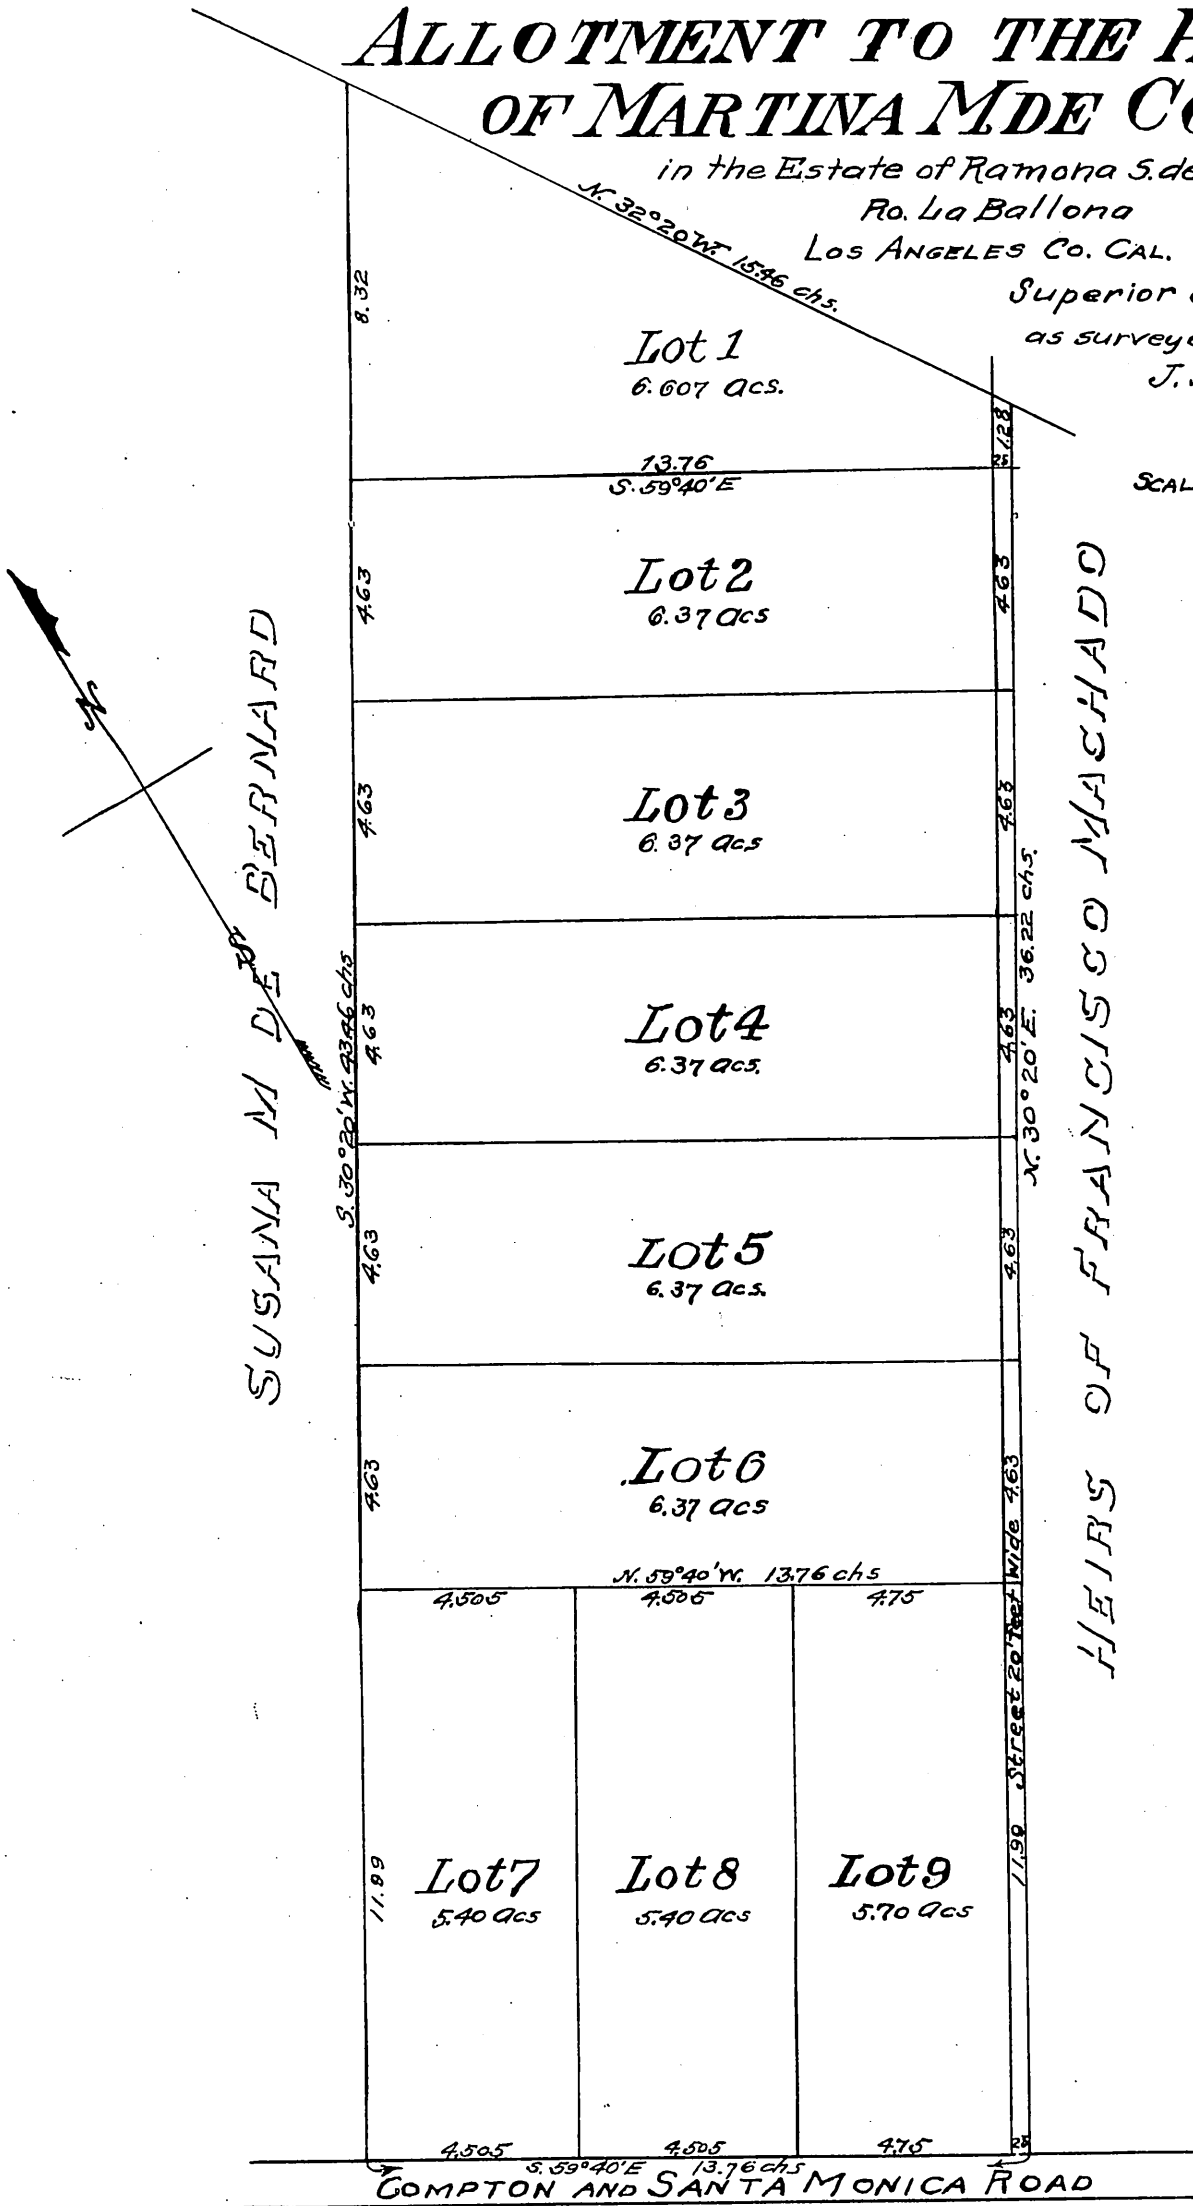 ALLOTMENT TO THE
OF MARTINA M DE
in the Estate of Ramona S. de
Ro. La Ballona
LOS ANGELES CO. CAL.
Superior
as survey
J.
SCAL
N. 32°20'W. 15.46 chs.
8.32
Lot 1
6.607 acs.
1.28
25
13.76
S. 59°40'E
Lot 2
6.37 acs
4.63
4.63
N
S
Lot 3
6.37 acs
4.63
4.63
Lot 4
6.37 acs.
4.63
4.63
Lot 5
6.37 acs.
4.63
4.63
Lot 6
6.37 acs
4.63
4.63
SUSANA M DE BERNARD
S. 30°20'W. 43.46 chs
N. 30°20'E. 36.22 chs.
HEIRS OF FRANCISCO MACHADO
N. 59°40'W. 13.76 chs
4.505 4.505 4.75
Street 20 feet Wide
11.99
11.99
Lot 7
5.40 acs
Lot 8
5.40 acs
Lot 9
5.70 acs
4.505 4.505 4.75 25
S. 59°40'E 13.76 chs
COMPTON AND SANTA MONICA ROAD